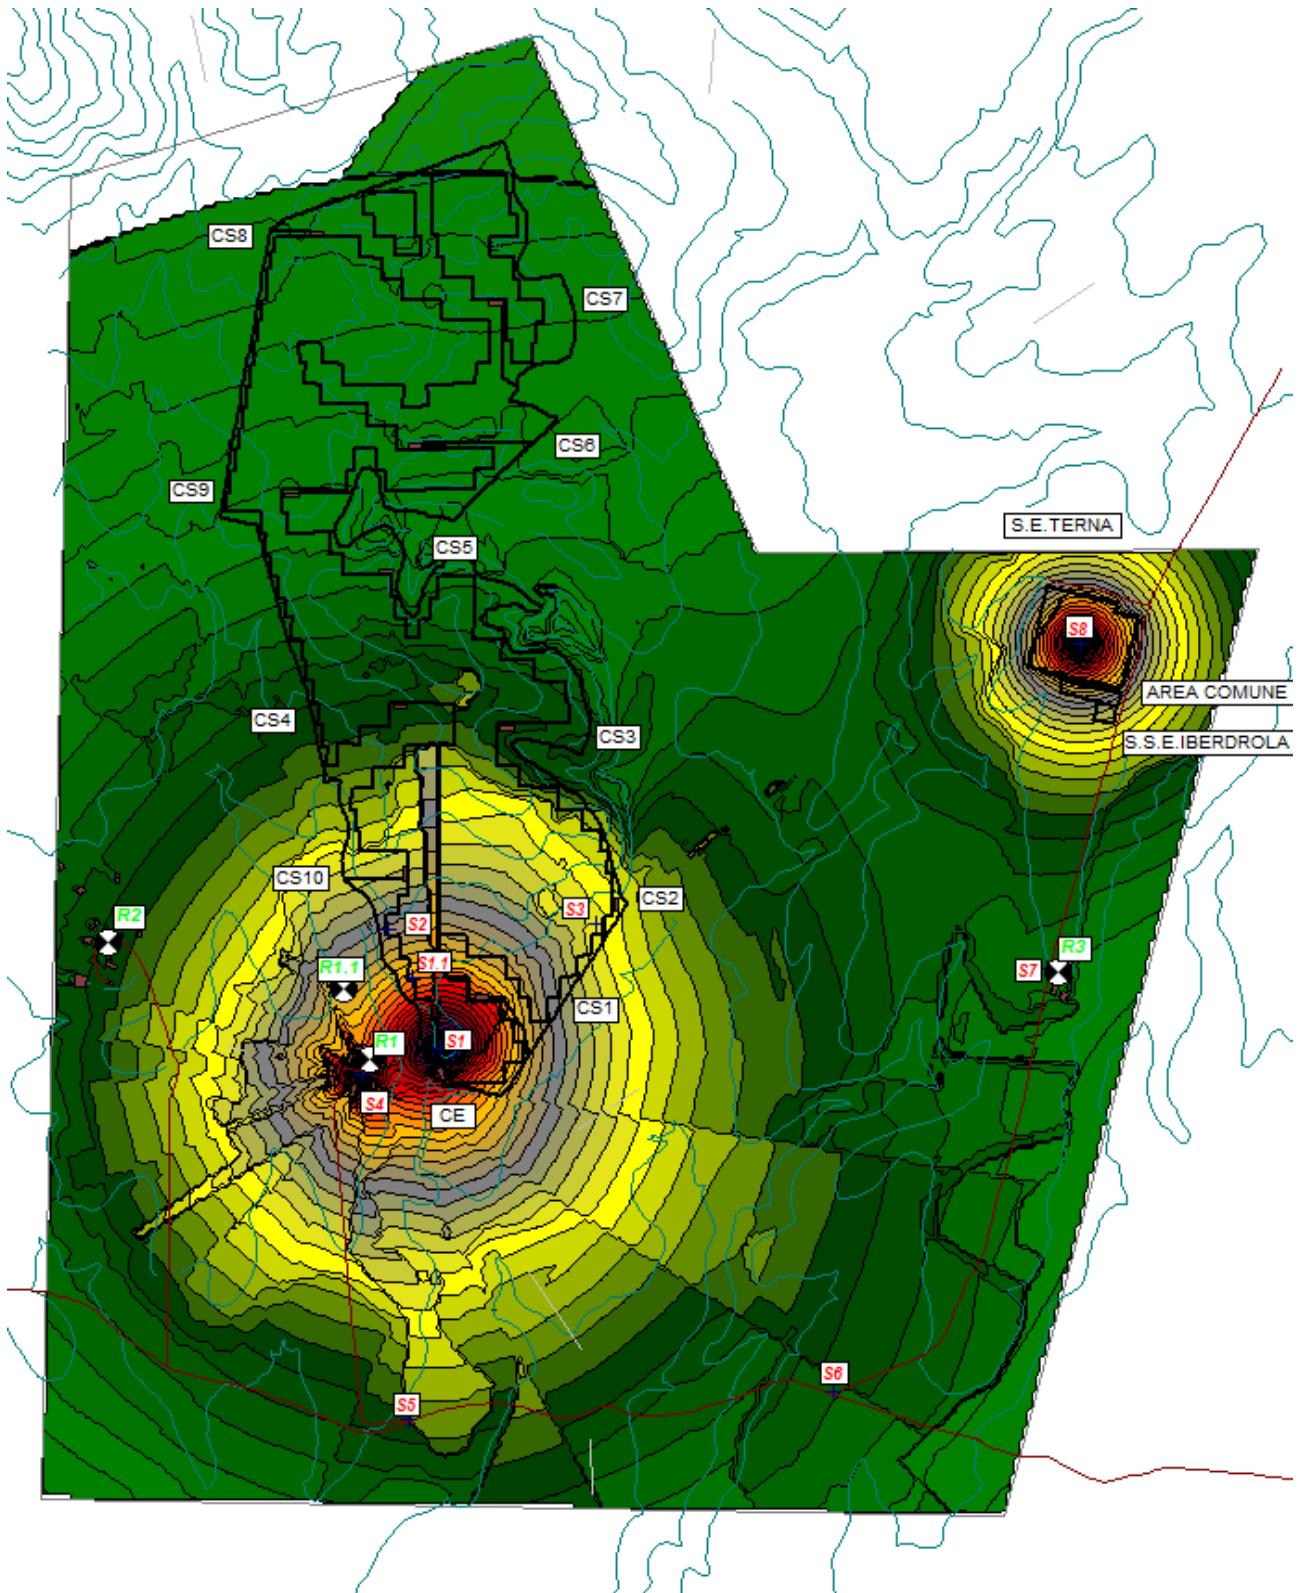 CS8
CS7
CS6
CS9
S.E.TERNA
CS5
S8
AREA COMUNE
CS4
CS3
S.S.E.IBERDROLA
CS10
CS2
R2
S3
S2
R3
R1.1
S1.1
S7
CS1
R1
S1
S4
CE
S6
S5